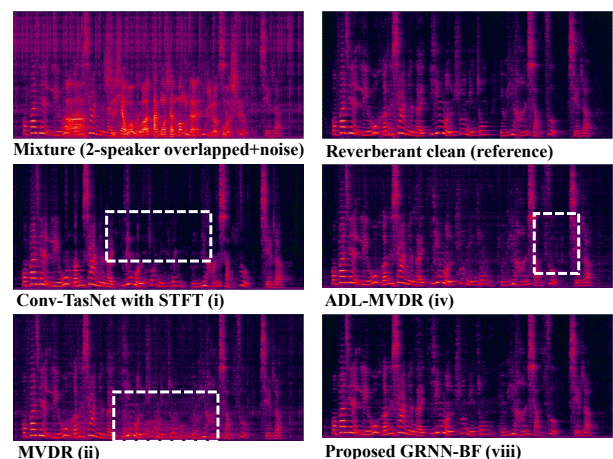 Mixture (2-speaker overlapped+noise)
Reverberant clean (reference)
Conv-TasNet with STFT (i)
ADL-MVDR (iv)
MVDR (ii)
Proposed GRNN-BF (viii)